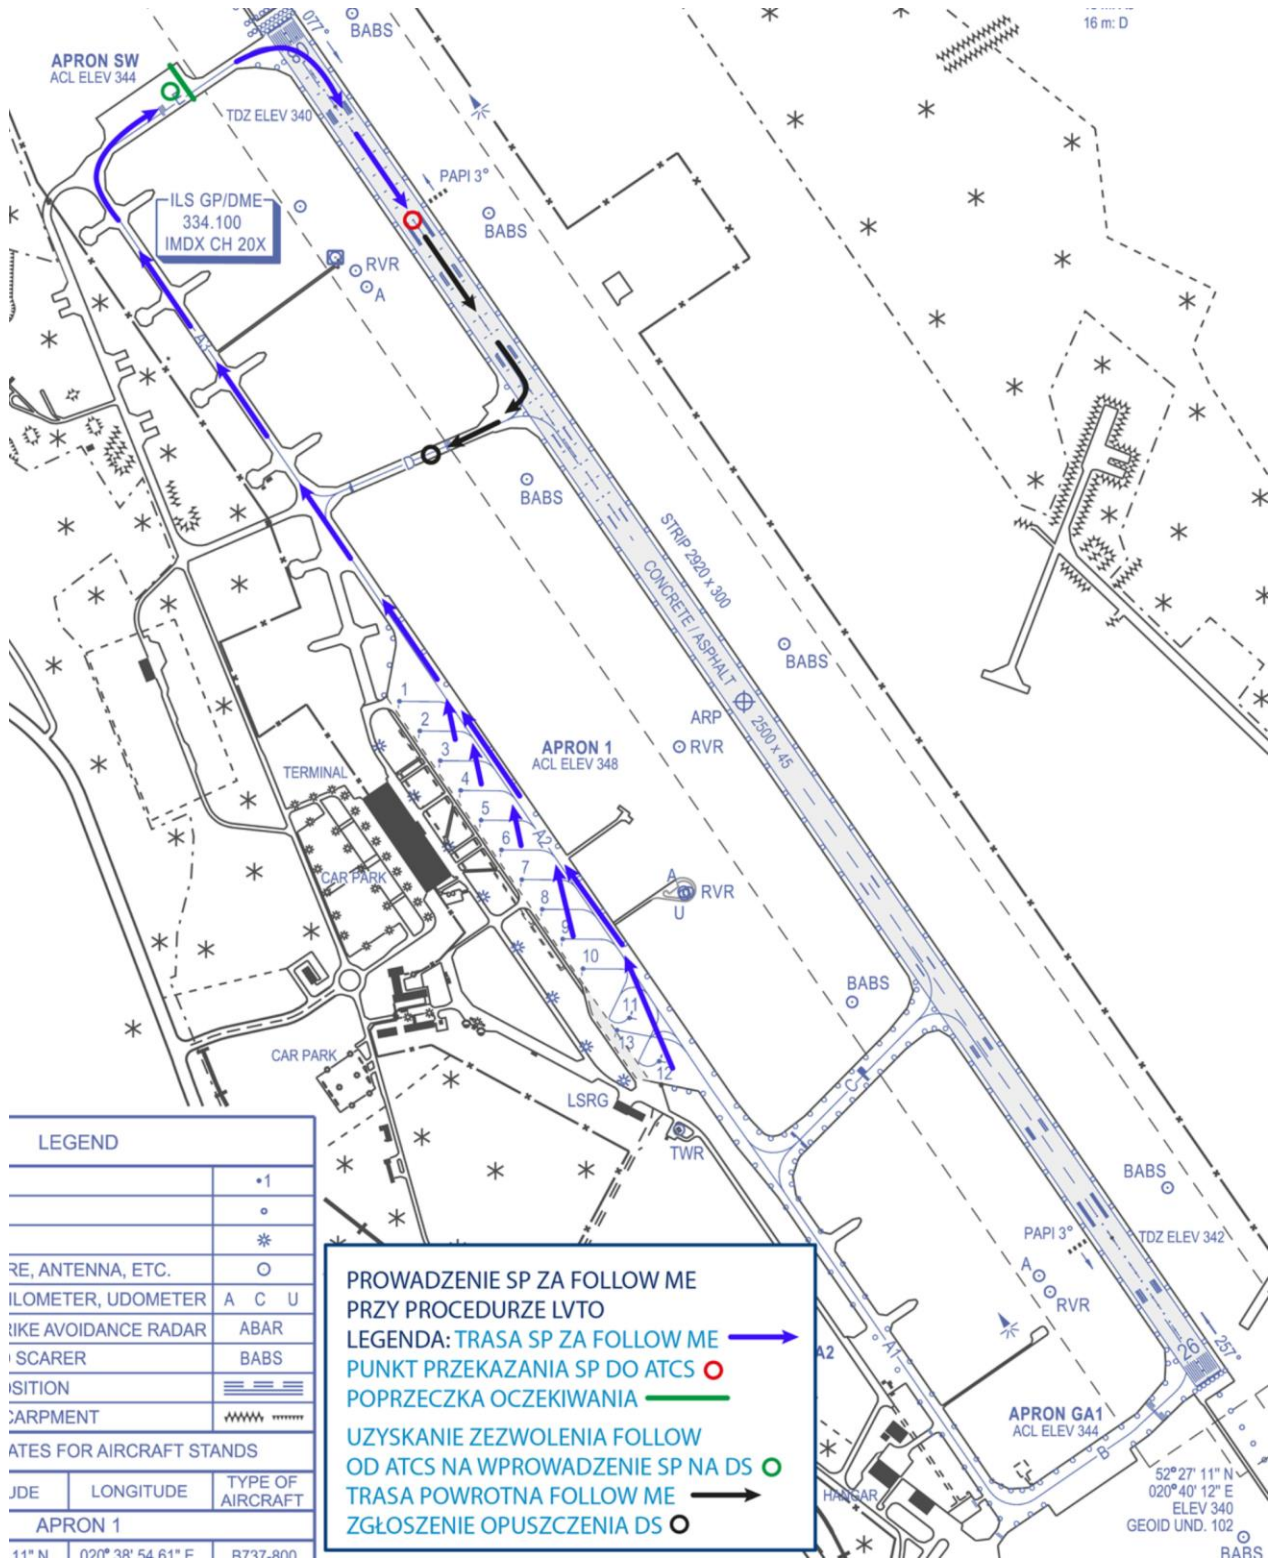 16 m: D
077°
BABS
APRON SW
ACL ELEV 344
TDZ ELEV 340
PAPI 3°
ILS GP/DME
334.100
IMDX CH 20X
BABS
RVR
A
A3
D
BABS
STRIP 2920 x 300
CONCRETE / ASPHALT
2500 x 45
BABS
ARP
RVR
APRON 1
ACL ELEV 348
1
2
3
4
5
6
7
8
9
10
11
13
12
A2
TERMINAL
CAR PARK
A
RVR
U
BABS
CAR PARK
LSRG
TWR
C
BABS
PAPI 3°
TDZ ELEV 342
A
RVR
257°
26
A1
A2
APRON GA1
ACL ELEV 344
B
HANGAR
52° 27' 11" N
020° 40' 12" E
ELEV 340
GEOID UND. 102
BABS
LEGEND
•1
RE, ANTENNA, ETC.
ILOMETER, UDOMETER A C U
RIKE AVOIDANCE RADAR ABAR
SCARER BABS
OSITION
CARPMENT
ATES FOR AIRCRAFT STANDS
UDE LONGITUDE TYPE OF
AIRCRAFT
APRON 1
11" N 020° 38' 54.61" E B737-800
PROWADZENIE SP ZA FOLLOW ME
PRZY PROCEDURZE LVTO
LEGENDA: TRASA SP ZA FOLLOW ME
PUNKT PRZEKAZANIA SP DO ATCS
POPRZECZKA OCZEKIWANIA
UZYSKANIE ZEZWOLENIA FOLLOW
OD ATCS NA WPROWADZENIE SP NA DS
TRASA POWROTNA FOLLOW ME
ZGŁOSZENIE OPUSZCZENIA DS